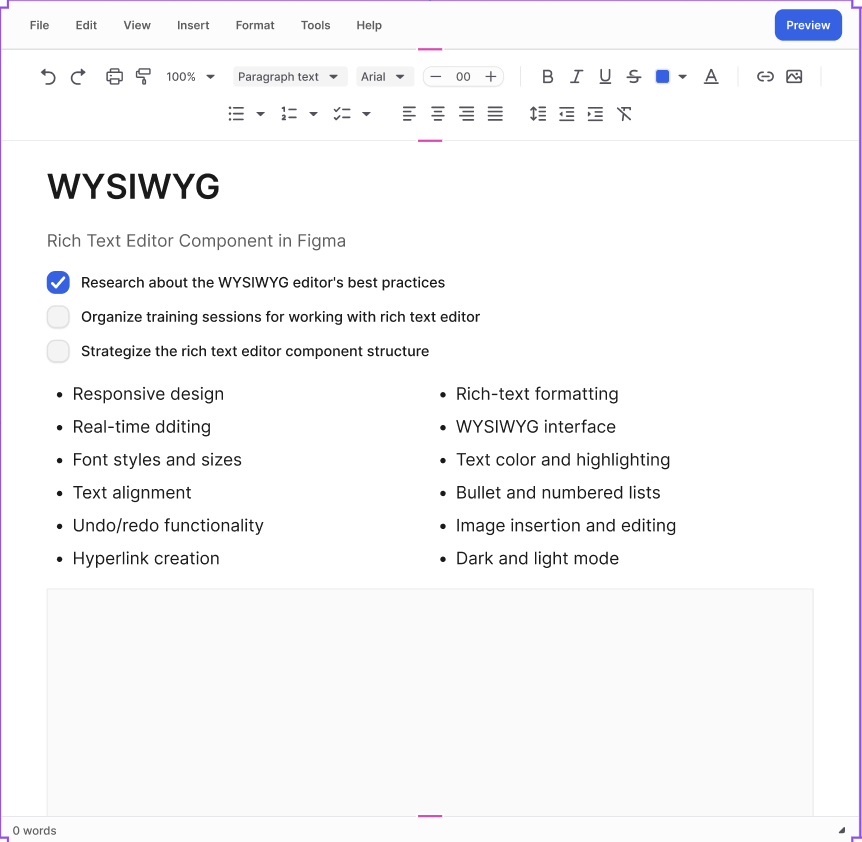 File Edit View Insert Format Tools Help Preview
100% Paragraph text Arial 00 B I U S A
WYSIWYG
Rich Text Editor Component in Figma
Research about the WYSIWYG editor's best practices
Organize training sessions for working with rich text editor
Strategize the rich text editor component structure
• Responsive design
• Real-time dditing
• Font styles and sizes
• Text alignment
• Undo/redo functionality
• Hyperlink creation
• Rich-text formatting
• WYSIWYG interface
• Text color and highlighting
• Bullet and numbered lists
• Image insertion and editing
• Dark and light mode
0 words